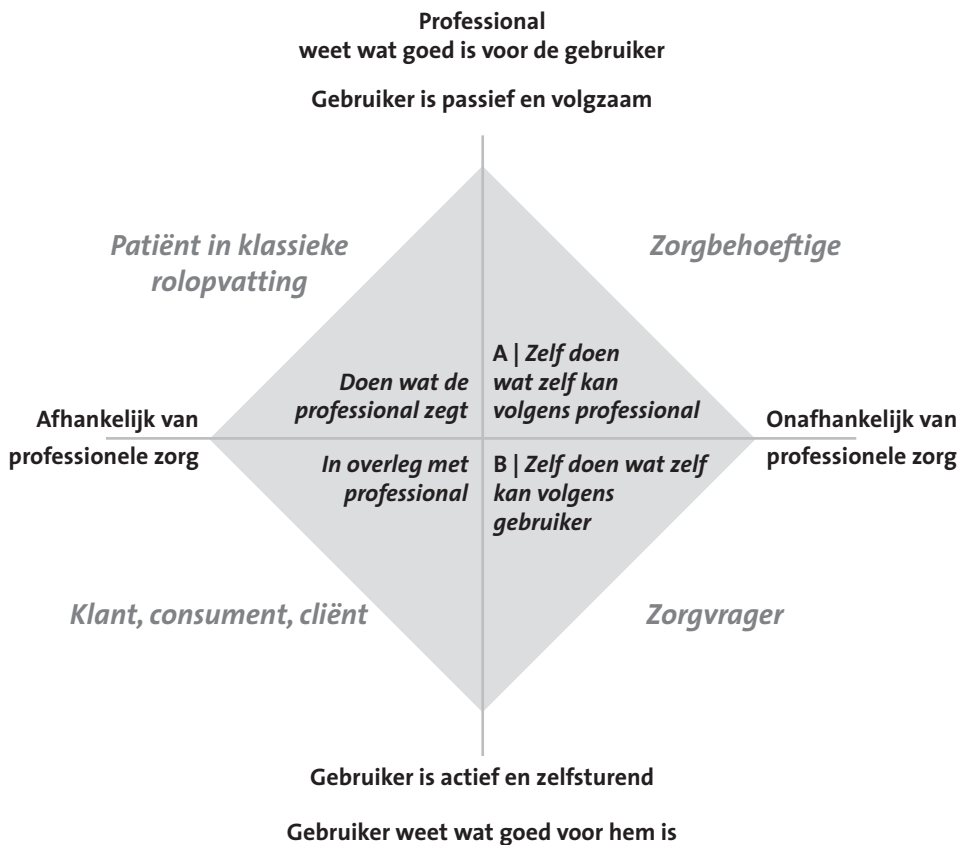 Professional
weet wat goed is voor de gebruiker
Gebruiker is passief en volgzaam
Patiënt in klassieke
rolopvatting
Zorgbehoeftige
Doen wat de
professional zegt
A | Zelf doen
wat zelf kan
volgens professional
Afhankelijk van
professionele zorg
Onafhankelijk van
professionele zorg
In overleg met
professional
B | Zelf doen wat zelf
kan volgens
gebruiker
Klant, consument, cliënt
Zorgvrager
Gebruiker is actief en zelfsturend
Gebruiker weet wat goed voor hem is